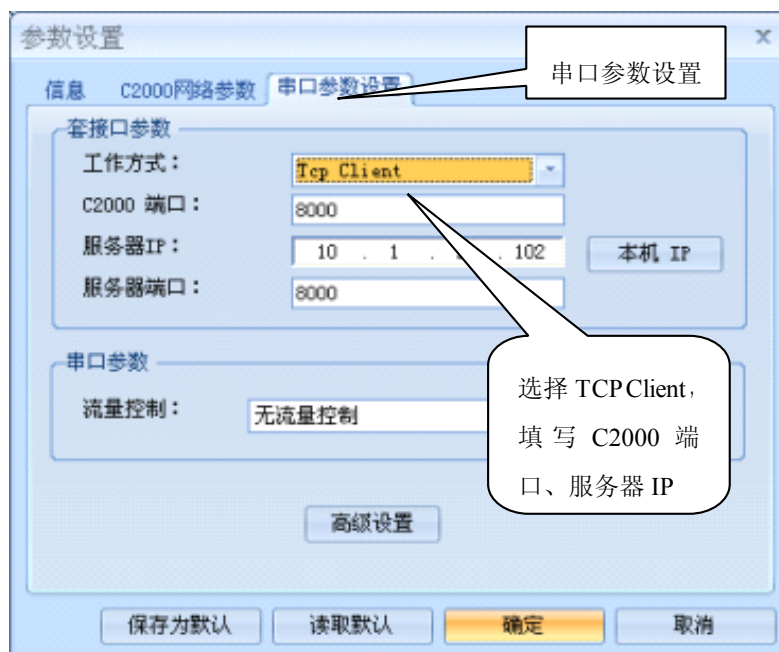 参数设置
串口参数设置
信息 C2000网络参数 串口参数设置
套接口参数
工作方式： Tcp Client
C2000 端口： 8000
服务器IP： 10 . 1 . . 102 本机 IP
服务器端口： 8000
串口参数
流量控制： 无流量控制
选择 TCP Client，
填写 C2000 端
口、服务器 IP
高级设置
保存为默认 读取默认 确定 取消